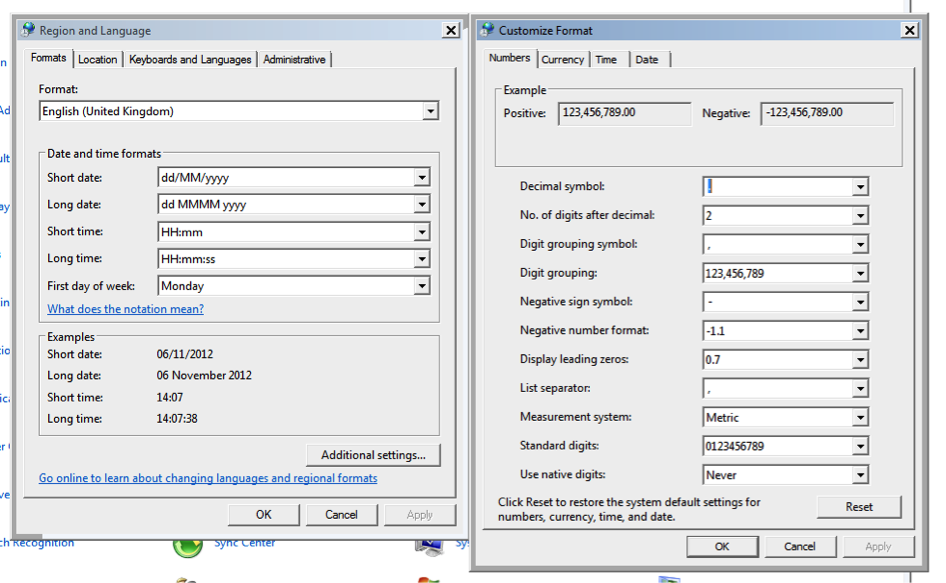 Region and Language
Formats
Location
Keyboards and Languages
Administrative
Format:
English (United Kingdom)
Date and time formats
Short date:
dd/MM/yyyy
Long date:
dd MMMM yyyy
Short time:
HH:mm
Long time:
HH:mm:ss
First day of week:
Monday
What does the notation mean?
Examples
Short date:
06/11/2012
Long date:
06 November 2012
Short time:
14:07
Long time:
14:07:38
Additional settings...
Go online to learn about changing languages and regional formats
OK
Cancel
Apply
Customize Format
Numbers
Currency
Time
Date
Example
Positive:
123,456,789.00
Negative:
-123,456,789.00
Decimal symbol:
.
No. of digits after decimal:
2
Digit grouping symbol:
,
Digit grouping:
123,456,789
Negative sign symbol:
-
Negative number format:
-1.1
Display leading zeros:
0.7
List separator:
,
Measurement system:
Metric
Standard digits:
0123456789
Use native digits:
Never
Click Reset to restore the system default settings for
numbers, currency, time, and date.
Reset
OK
Cancel
Apply
Recognition
Sync Center